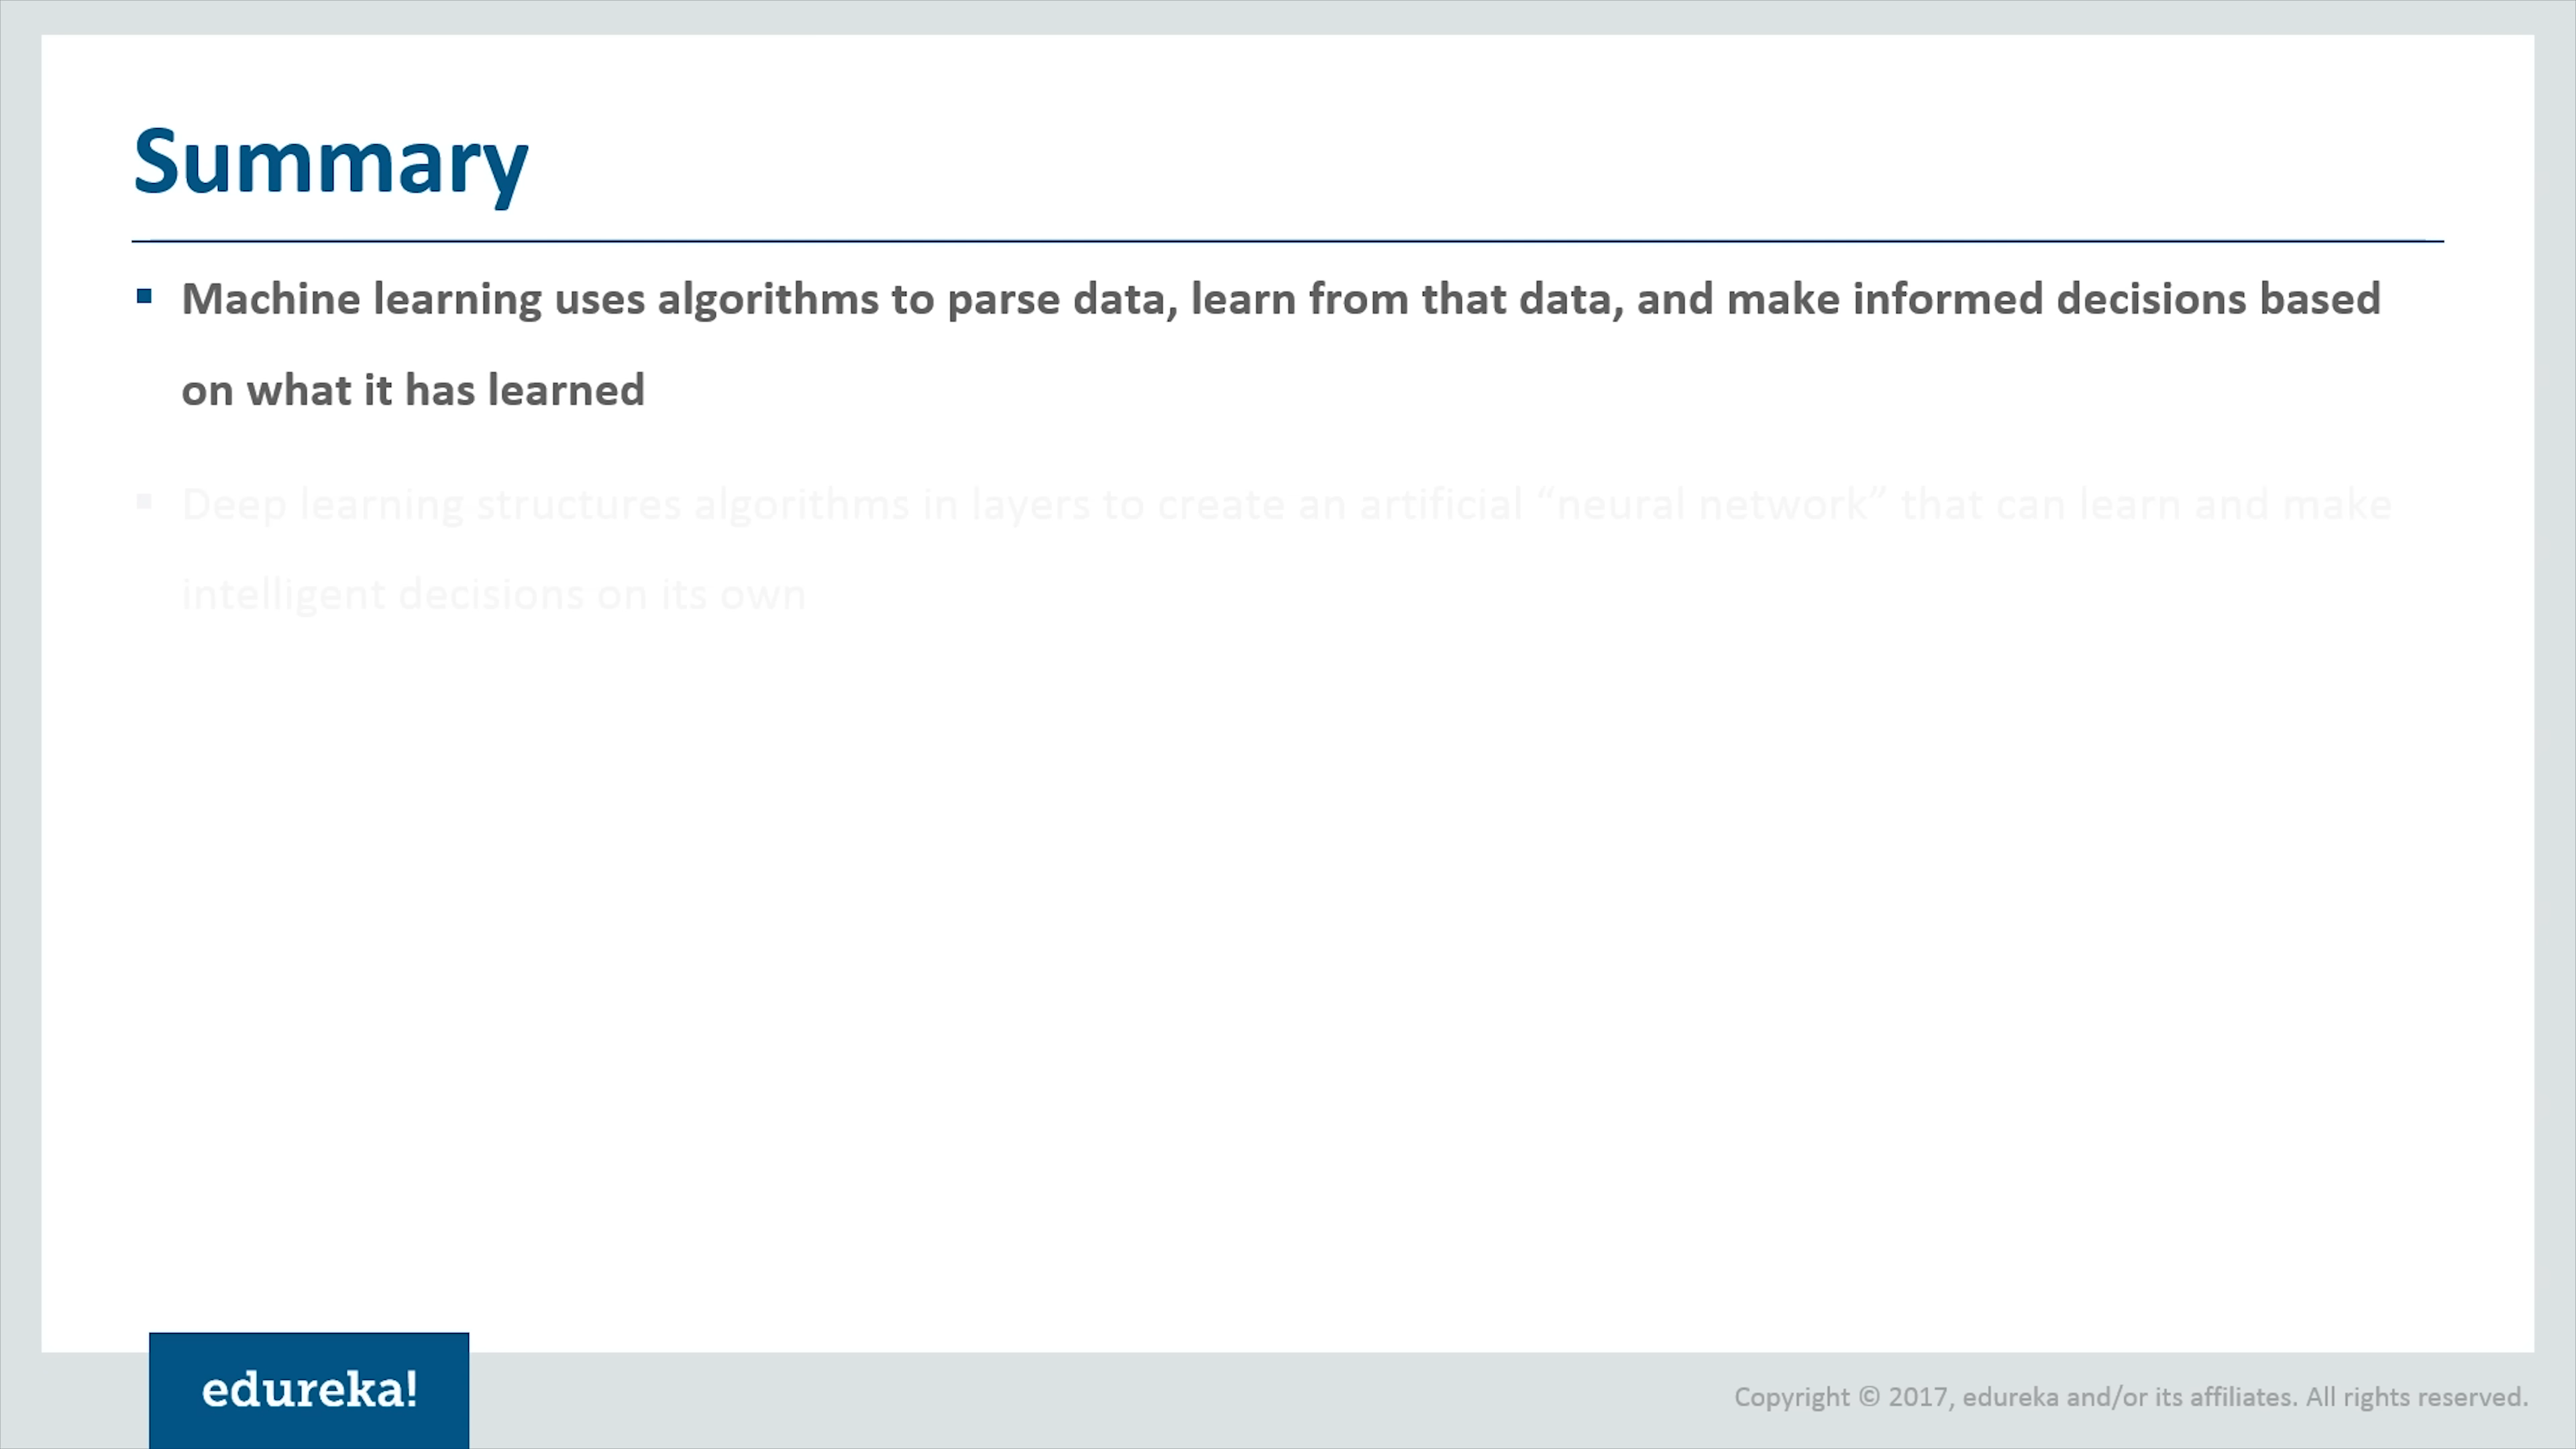 Summary
▪ Machine learning uses algorithms to parse data, learn from that data, and make informed decisions based
on what it has learned
▪ Deep learning structures algorithms in layers to create an artificial “neural network” that can learn and make
intelligent decisions on its own
edureka!
Copyright © 2017, edureka and/or its affiliates. All rights reserved.